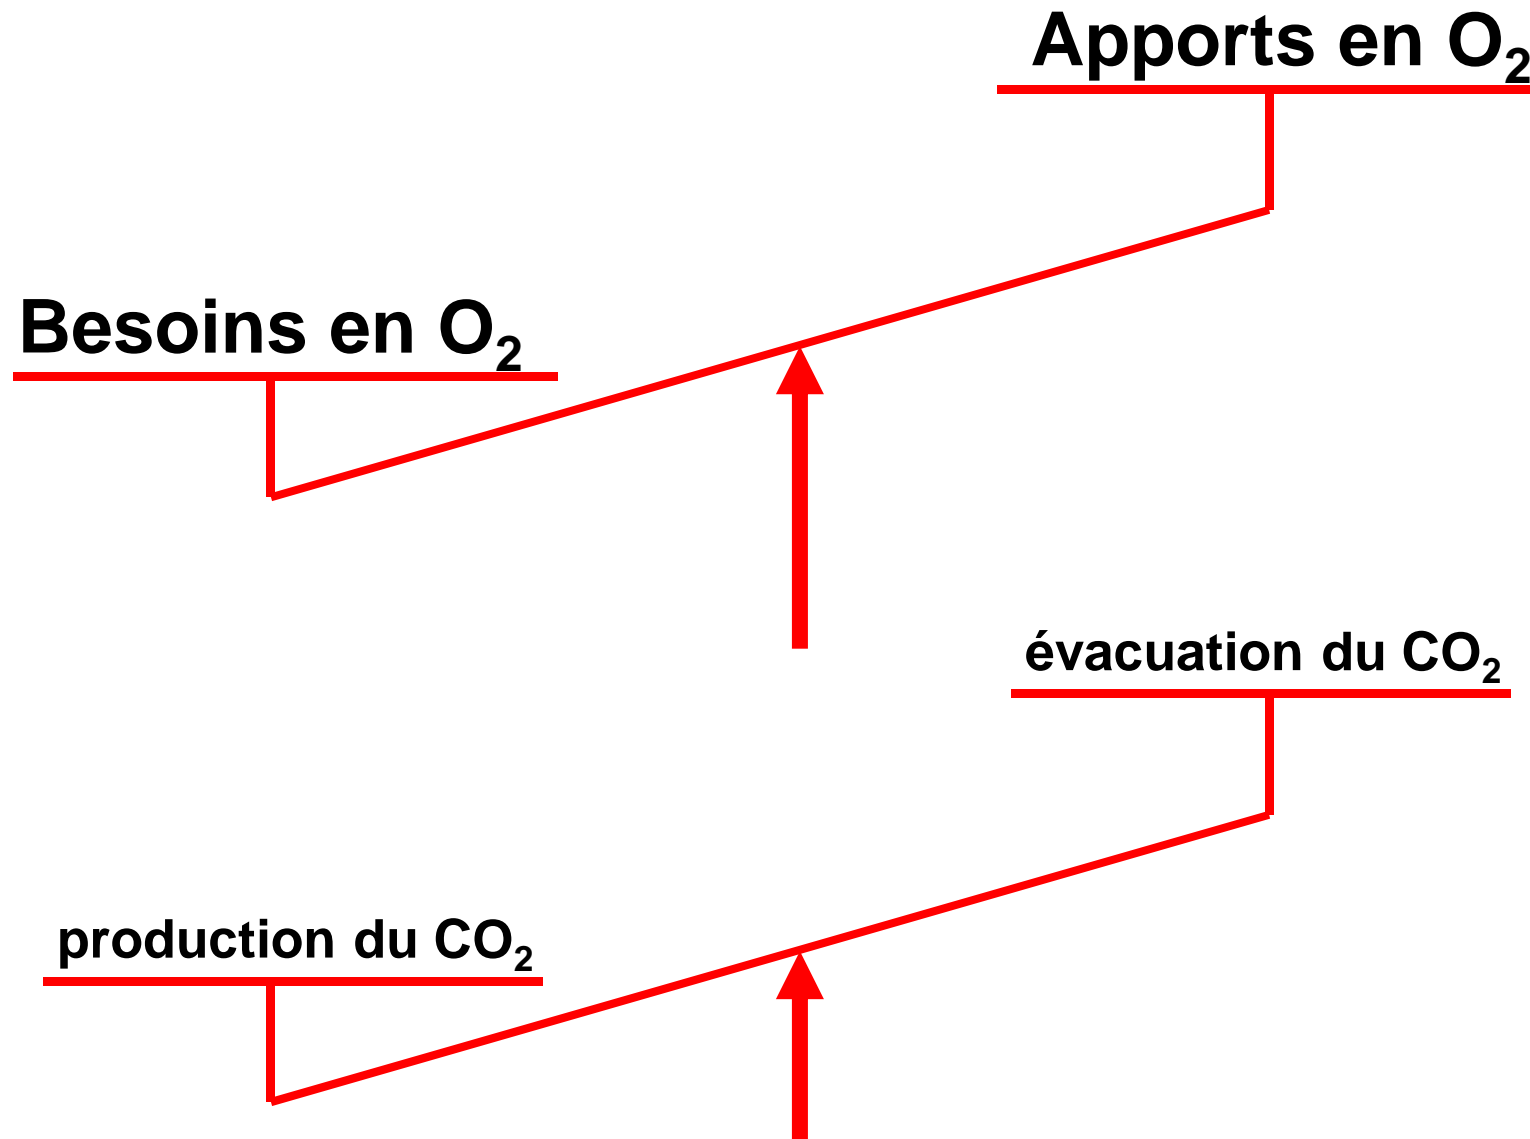 Apports en O₂
Besoins en O₂
évacuation du CO₂
production du CO₂